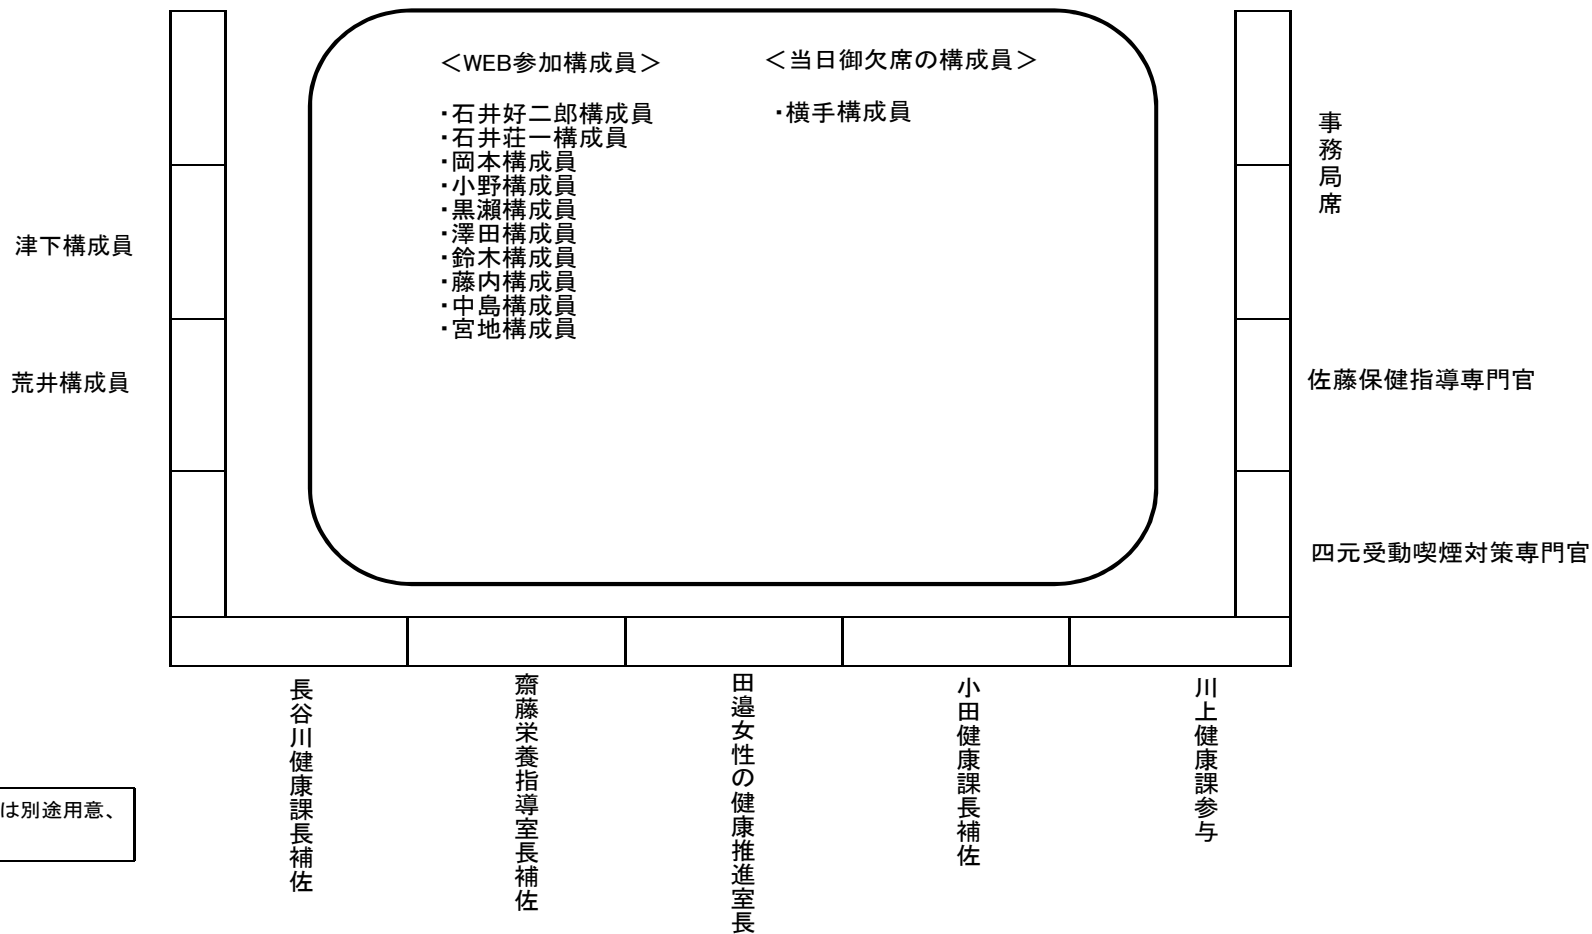 ＜WEB参加構成員＞
・石井好二郎構成員
・石井荘一構成員
・岡本構成員
・小野構成員
・黒瀬構成員
・澤田構成員
・鈴木構成員
・藤内構成員
・中島構成員
・宮地構成員
＜当日御欠席の構成員＞
・横手構成員
津下構成員
荒井構成員
事務局席
佐藤保健指導専門官
四元受動喫煙対策専門官
長谷川健康課長補佐
齋藤栄養指導室長補佐
田邉女性の健康推進室長
小田健康課長補佐
川上健康課参与
は別途用意、